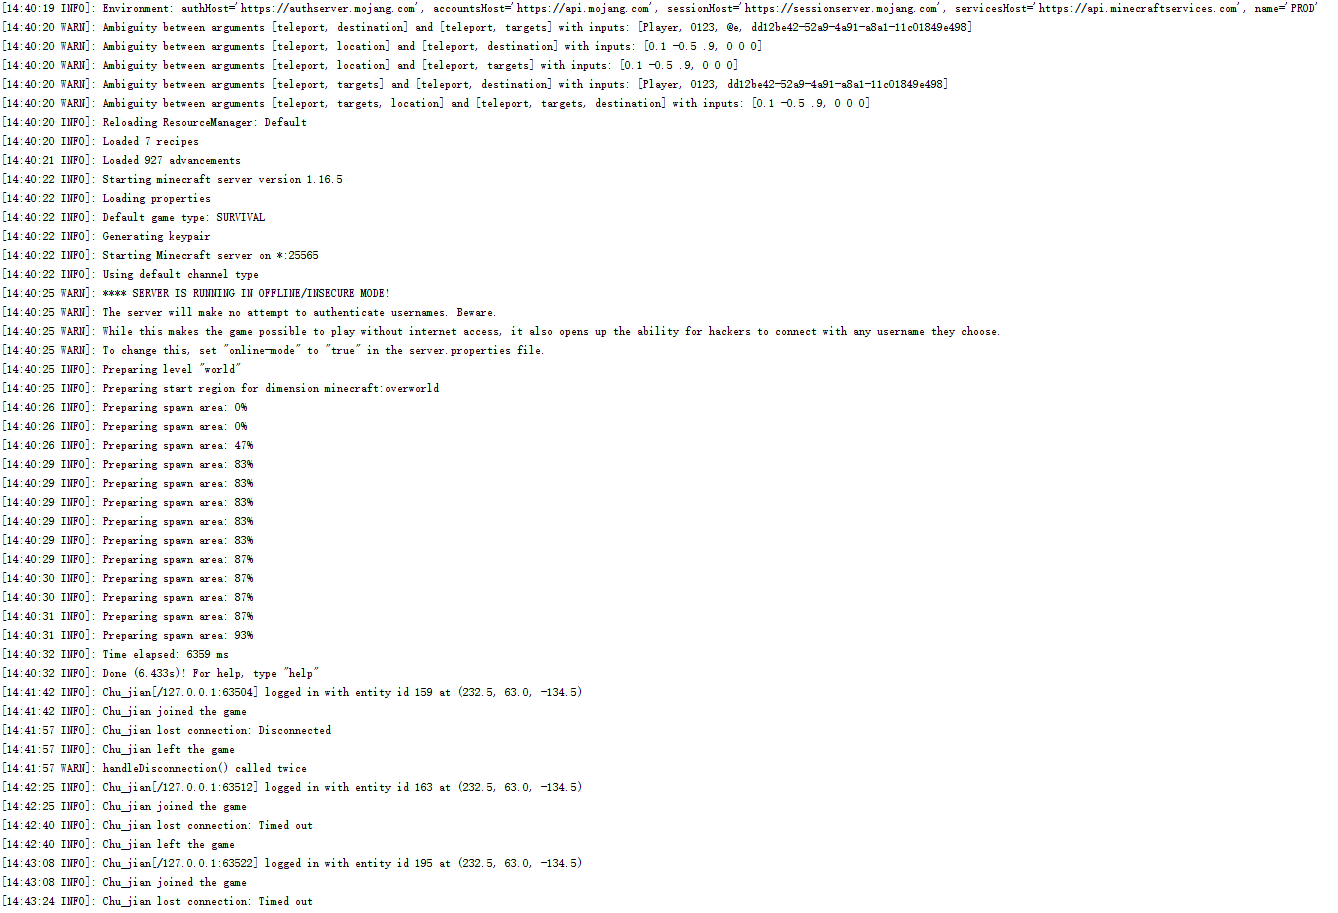 [14:40:19 INFO]: Environment: authHost='https://authserver.mojang.com', accountsHost='https://api.mojang.com', sessionHost='https://sessionserver.mojang.com', servicesHost='https://api.minecraftservices.com', name='PROD'
[14:40:20 WARN]: Ambiguity between arguments [teleport, destination] and [teleport, targets] with inputs: [Player, 0123, @e, dd12be42-52a9-4a91-a8a1-11c01849e498]
[14:40:20 WARN]: Ambiguity between arguments [teleport, location] and [teleport, destination] with inputs: [0.1 -0.5 .9, 0 0 0]
[14:40:20 WARN]: Ambiguity between arguments [teleport, location] and [teleport, targets] with inputs: [0.1 -0.5 .9, 0 0 0]
[14:40:20 WARN]: Ambiguity between arguments [teleport, targets] and [teleport, destination] with inputs: [Player, 0123, dd12be42-52a9-4a91-a8a1-11c01849e498]
[14:40:20 WARN]: Ambiguity between arguments [teleport, targets, location] and [teleport, targets, destination] with inputs: [0.1 -0.5 .9, 0 0 0]
[14:40:20 INFO]: Reloading ResourceManager: Default
[14:40:20 INFO]: Loaded 7 recipes
[14:40:21 INFO]: Loaded 927 advancements
[14:40:22 INFO]: Starting minecraft server version 1.16.5
[14:40:22 INFO]: Loading properties
[14:40:22 INFO]: Default game type: SURVIVAL
[14:40:22 INFO]: Generating keypair
[14:40:22 INFO]: Starting Minecraft server on *:25565
[14:40:22 INFO]: Using default channel type
[14:40:25 WARN]: **** SERVER IS RUNNING IN OFFLINE/INSECURE MODE!
[14:40:25 WARN]: The server will make no attempt to authenticate usernames. Beware.
[14:40:25 WARN]: While this makes the game possible to play without internet access, it also opens up the ability for hackers to connect with any username they choose.
[14:40:25 WARN]: To change this, set "online-mode" to "true" in the server.properties file.
[14:40:25 INFO]: Preparing level "world"
[14:40:25 INFO]: Preparing start region for dimension minecraft:overworld
[14:40:26 INFO]: Preparing spawn area: 0%
[14:40:26 INFO]: Preparing spawn area: 0%
[14:40:26 INFO]: Preparing spawn area: 47%
[14:40:29 INFO]: Preparing spawn area: 83%
[14:40:29 INFO]: Preparing spawn area: 83%
[14:40:29 INFO]: Preparing spawn area: 83%
[14:40:29 INFO]: Preparing spawn area: 83%
[14:40:29 INFO]: Preparing spawn area: 83%
[14:40:29 INFO]: Preparing spawn area: 87%
[14:40:30 INFO]: Preparing spawn area: 87%
[14:40:30 INFO]: Preparing spawn area: 87%
[14:40:31 INFO]: Preparing spawn area: 87%
[14:40:31 INFO]: Preparing spawn area: 93%
[14:40:32 INFO]: Time elapsed: 6359 ms
[14:40:32 INFO]: Done (6.433s)! For help, type "help"
[14:41:42 INFO]: Chu_jian[/127.0.0.1:63504] logged in with entity id 159 at (232.5, 63.0, -134.5)
[14:41:42 INFO]: Chu_jian joined the game
[14:41:57 INFO]: Chu_jian lost connection: Disconnected
[14:41:57 INFO]: Chu_jian left the game
[14:41:57 WARN]: handleDisconnection() called twice
[14:42:25 INFO]: Chu_jian[/127.0.0.1:63512] logged in with entity id 163 at (232.5, 63.0, -134.5)
[14:42:25 INFO]: Chu_jian joined the game
[14:42:40 INFO]: Chu_jian lost connection: Timed out
[14:42:40 INFO]: Chu_jian left the game
[14:43:08 INFO]: Chu_jian[/127.0.0.1:63522] logged in with entity id 195 at (232.5, 63.0, -134.5)
[14:43:08 INFO]: Chu_jian joined the game
[14:43:24 INFO]: Chu_jian lost connection: Timed out